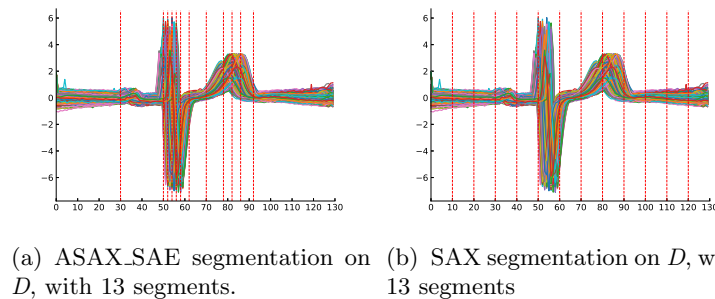 6
4
2
0
−2
−4
−6
0 10 20 30 40 50 60 70 80 90 100 110 120 130
6
4
2
0
−2
−4
−6
0 10 20 30 40 50 60 70 80 90 100 110 120 130
(a) ASAX_SAE segmentation on
D, with 13 segments.
(b) SAX segmentation on D, w
13 segments